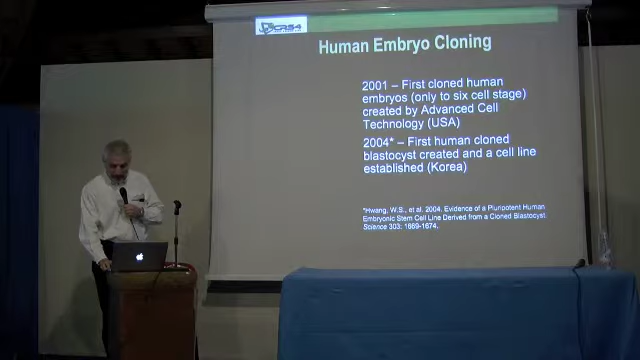 CRS4
Human Embryo Cloning
2001 – First cloned human
embryos (only to six cell stage)
created by Advanced Cell
Technology (USA)
2004* – First human cloned
blastocyst created and a cell line
established (Korea)
*Hwang, W.S., et al. 2004. Evidence of a Pluripotent Human
Embryonic Stem Cell Line Derived from a Cloned Blastocyst
Science 303: 1669-1674.